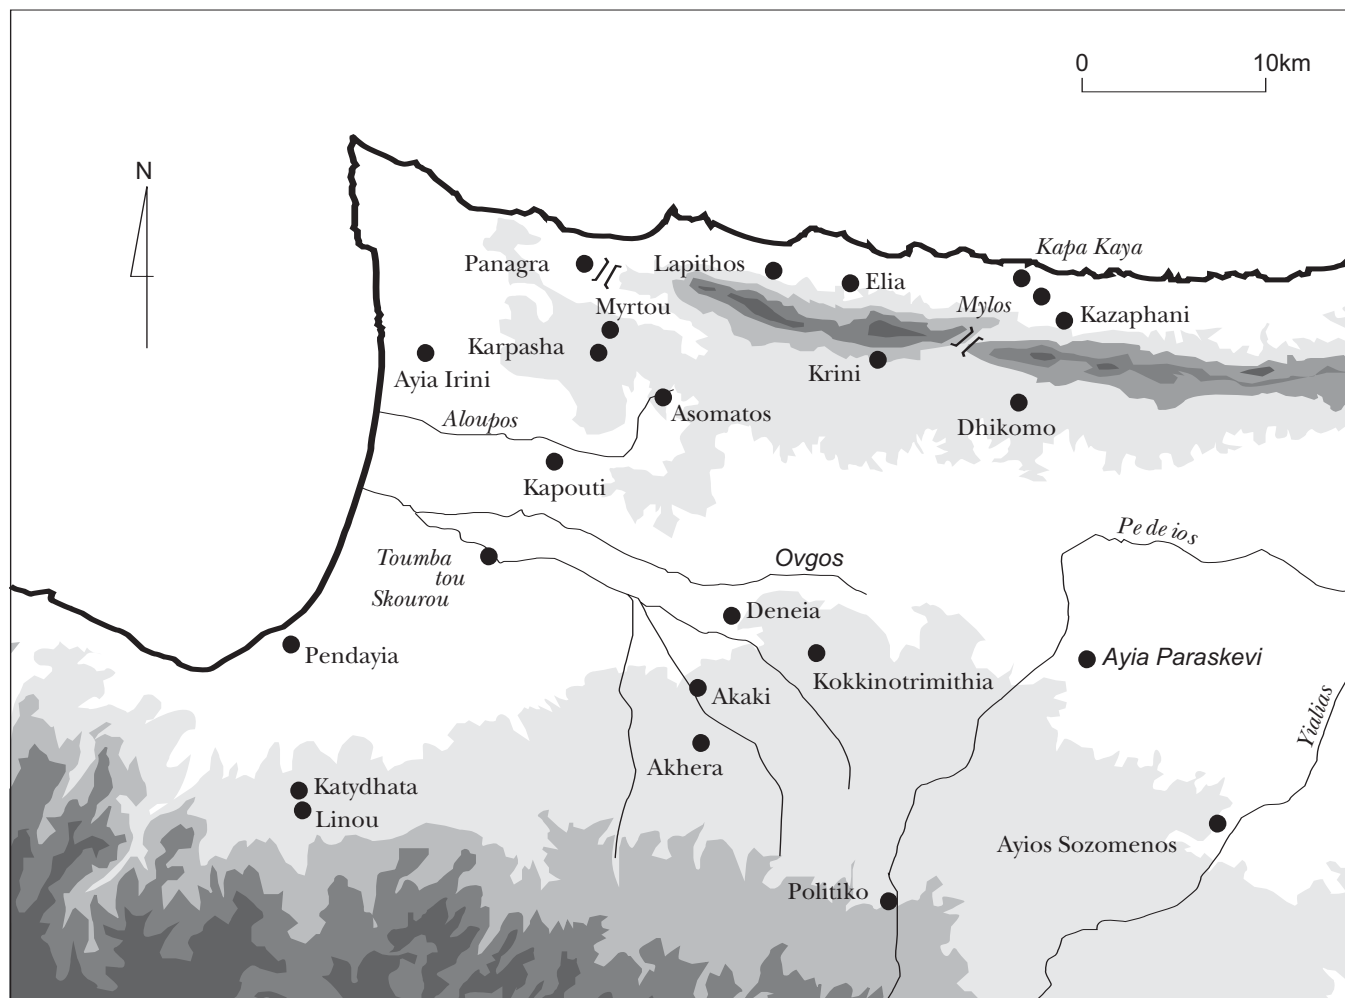 0 10km
N
Kapa Kaya
Panagra
Lapithos
Elia
Myrtou
Mylos
Kazaphani
Karpasha
Ayia Irini
Krini
Aloupos
Asomatos
Dhikomo
Kapouti
Pe de ios
Toumba
tou
Skourou
Ovgos
Deneia
Pendayia
Ayia Paraskevi
Kokkinotrimithia
Akaki
Yialias
Akhera
Katydhata
Linou
Ayios Sozomenos
Politiko